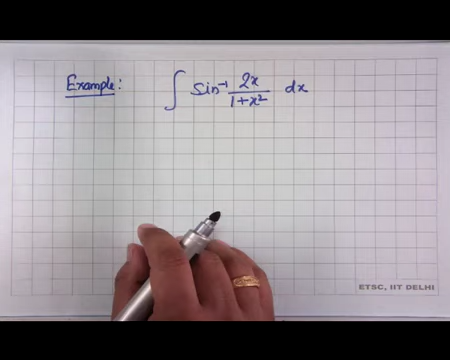 Example: ∫ sin⁻¹ 2x/(1+x²) dx
ETSC, IIT DELHI